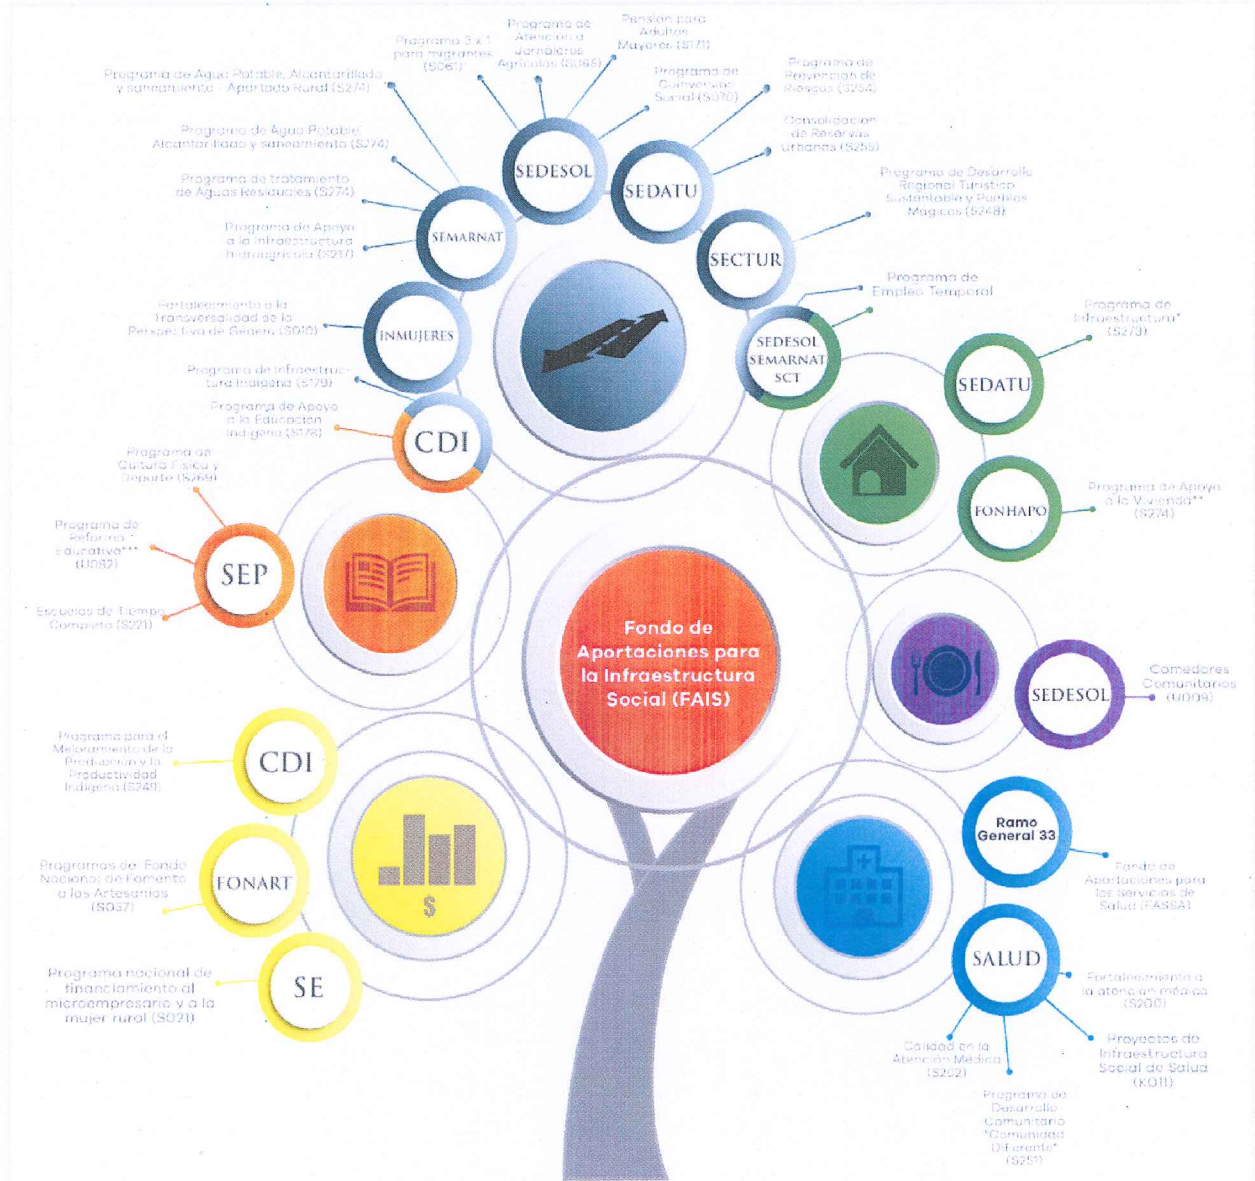 Pensión para
Adultos
Mayores (S171)
Programa de
Atención a
Jornaleros
Agrícolas (S065)
Programa 3 x 1
para migrantes
(S061)
Programa de Agua Potable, Alcantarillado
y saneamiento - Apartado Rural (S274)
Programa de
Coinversión
Social (S070)
Programa de
Prevención de
Riesgos (S254)
Programa de Agua Potable,
Alcantarillado y saneamiento (S274)
Consolidación
de Reservas
Urbanas (S255)
SEDESOL
SEDATU
Programa de tratamiento
de Aguas Residuales (S274)
Programa de Desarrollo
Regional Turístico
Sustentable y Pueblos
Mágicos (S248)
SEMARNAT
SECTUR
Programa de Apoyo
a la Infraestructura
hidroagrícola (S217)
Programa de
Empleo Temporal
Fortalecimiento a la
Transversalidad de la
Perspectiva de Género (S010)
INMUJERES
SEDESOL
SEMARNAT
SCT
Programa de
Infraestructura*
(S273)
SEDATU
Programa de Infraestruc-
tura Indígena (S179)
Programa de Apoyo
a la Educación
Indígena (S178)
CDI
Programa de
Cultura Física y
Deporte (S269)
FONHAPO
Programa de Apoyo
a la Vivienda**
(S274)
Programa de
Reforma
Educativa***
(U082)
SEP
Escuelas de Tiempo
Completo (S221)
Fondo de
Aportaciones para
la Infraestructura
Social (FAIS)
SEDESOL
Comedores
Comunitarios
(U009)
Programa para el
Mejoramiento de la
Producción y la
Productividad
Indígena (S249)
CDI
$
Ramo
General 33
Fondo de
Aportaciones para
los Servicios de
Salud (FASSA)
Programas del Fondo
Nacional de Fomento
a las Artesanías
(S057)
FONART
SALUD
Fortalecimiento a
la atención médica
(S200)
Programa nacional de
financiamiento al
microempresario y a la
mujer rural (S021)
SE
Calidad en la
Atención Médica
(S202)
Proyectos de
Infraestructura
Social de Salud
(K011)
Programa de
Desarrollo
Comunitario
"Comunidad
DIFerente"
(S251)